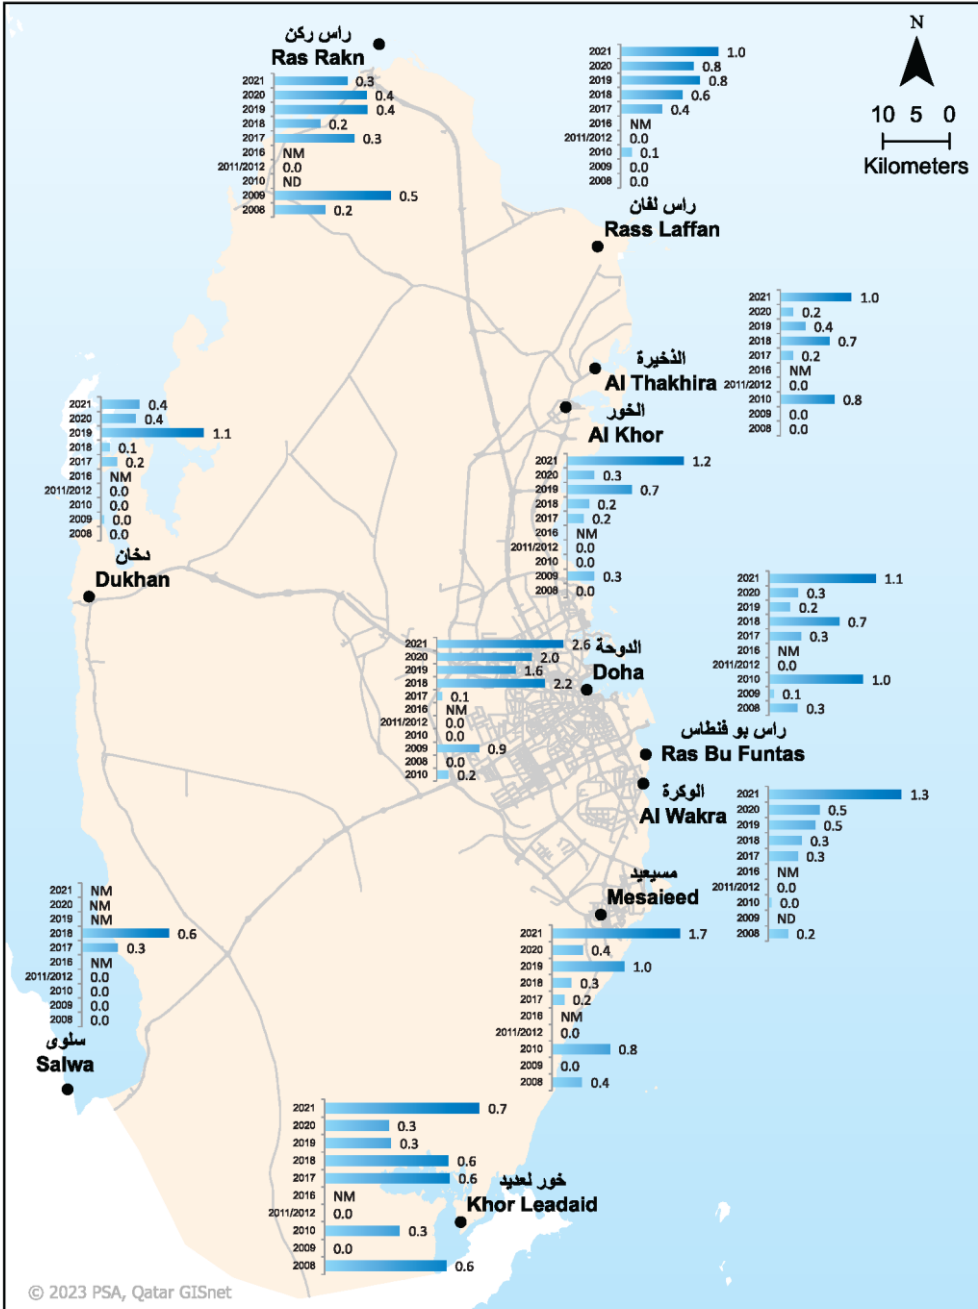 راس ركن
Ras Rakn
2021 0.3
2020 0.4
2019 0.4
2018 0.2
2017 0.3
2016 NM
2011/2012 0.0
2010 ND
2009 0.5
2008 0.2
2021 1.0
2020 0.8
2019 0.8
2018 0.6
2017 0.4
2016 NM
2011/2012 0.0
2010 0.1
2009 0.0
2008 0.0
N
10 5 0
Kilometers
راس لفان
Rass Laffan
2021 1.0
2020 0.2
2019 0.4
2018 0.7
2017 0.2
2016 NM
2011/2012 0.0
2010 0.8
2009 0.0
2008 0.0
الذخيرة
Al Thakhira
الخور
Al Khor
2021 1.2
2020 0.3
2019 0.7
2018 0.2
2017 0.2
2016 NM
2011/2012 0.0
2010 0.0
2009 0.3
2008 0.0
2021 0.4
2020 0.4
2019 1.1
2018 0.1
2017 0.2
2016 NM
2011/2012 0.0
2010 0.0
2009 0.0
2008 0.0
دخان
Dukhan
2021 2.6
2020 2.0
2019 1.6
2018 2.2
2017 0.1
2016 NM
2011/2012 0.0
2010 0.0
2009 0.9
2008 0.0
2010 0.2
الدوحة
Doha
2021 1.1
2020 0.3
2019 0.2
2018 0.7
2017 0.3
2016 NM
2011/2012 0.0
2010 1.0
2009 0.1
2008 0.3
راس بو فنطاس
Ras Bu Funtas
الوكرة
Al Wakra
2021 1.3
2020 0.5
2019 0.5
2018 0.3
2017 0.3
2016 NM
2011/2012 0.0
2010 0.0
2009 ND
2008 0.2
مسيعيد
Mesaieed
2021 1.7
2020 0.4
2019 1.0
2018 0.3
2017 0.2
2016 NM
2011/2012 0.0
2010 0.8
2009 0.0
2008 0.4
2021 NM
2020 NM
2019 NM
2018 0.6
2017 0.3
2016 NM
2011/2012 0.0
2010 0.0
2009 0.0
2008 0.0
سلوى
Salwa
2021 0.7
2020 0.3
2019 0.3
2018 0.6
2017 0.6
2016 NM
2011/2012 0.0
2010 0.3
2009 0.0
2008 0.6
خور لعديد
Khor Leadaid
© 2023 PSA, Qatar GISnet